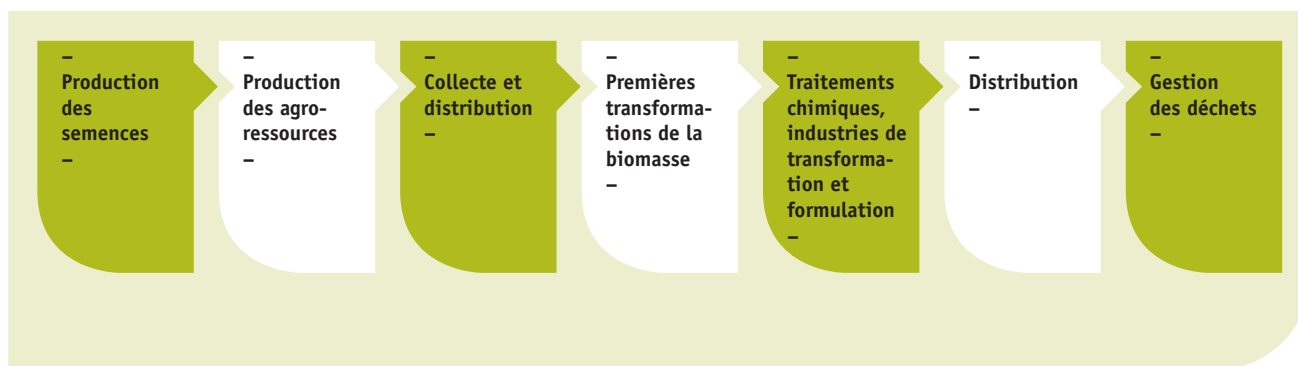 –
Production
des
semences
–
–
Production
des agro-
ressources
–
–
Collecte et
distribution
–
–
Premières
transforma-
tions de la
biomasse
–
–
Traitements
chimiques,
industries de
transforma-
tion et
formulation
–
–
Distribution
–
–
Gestion
des déchets
–